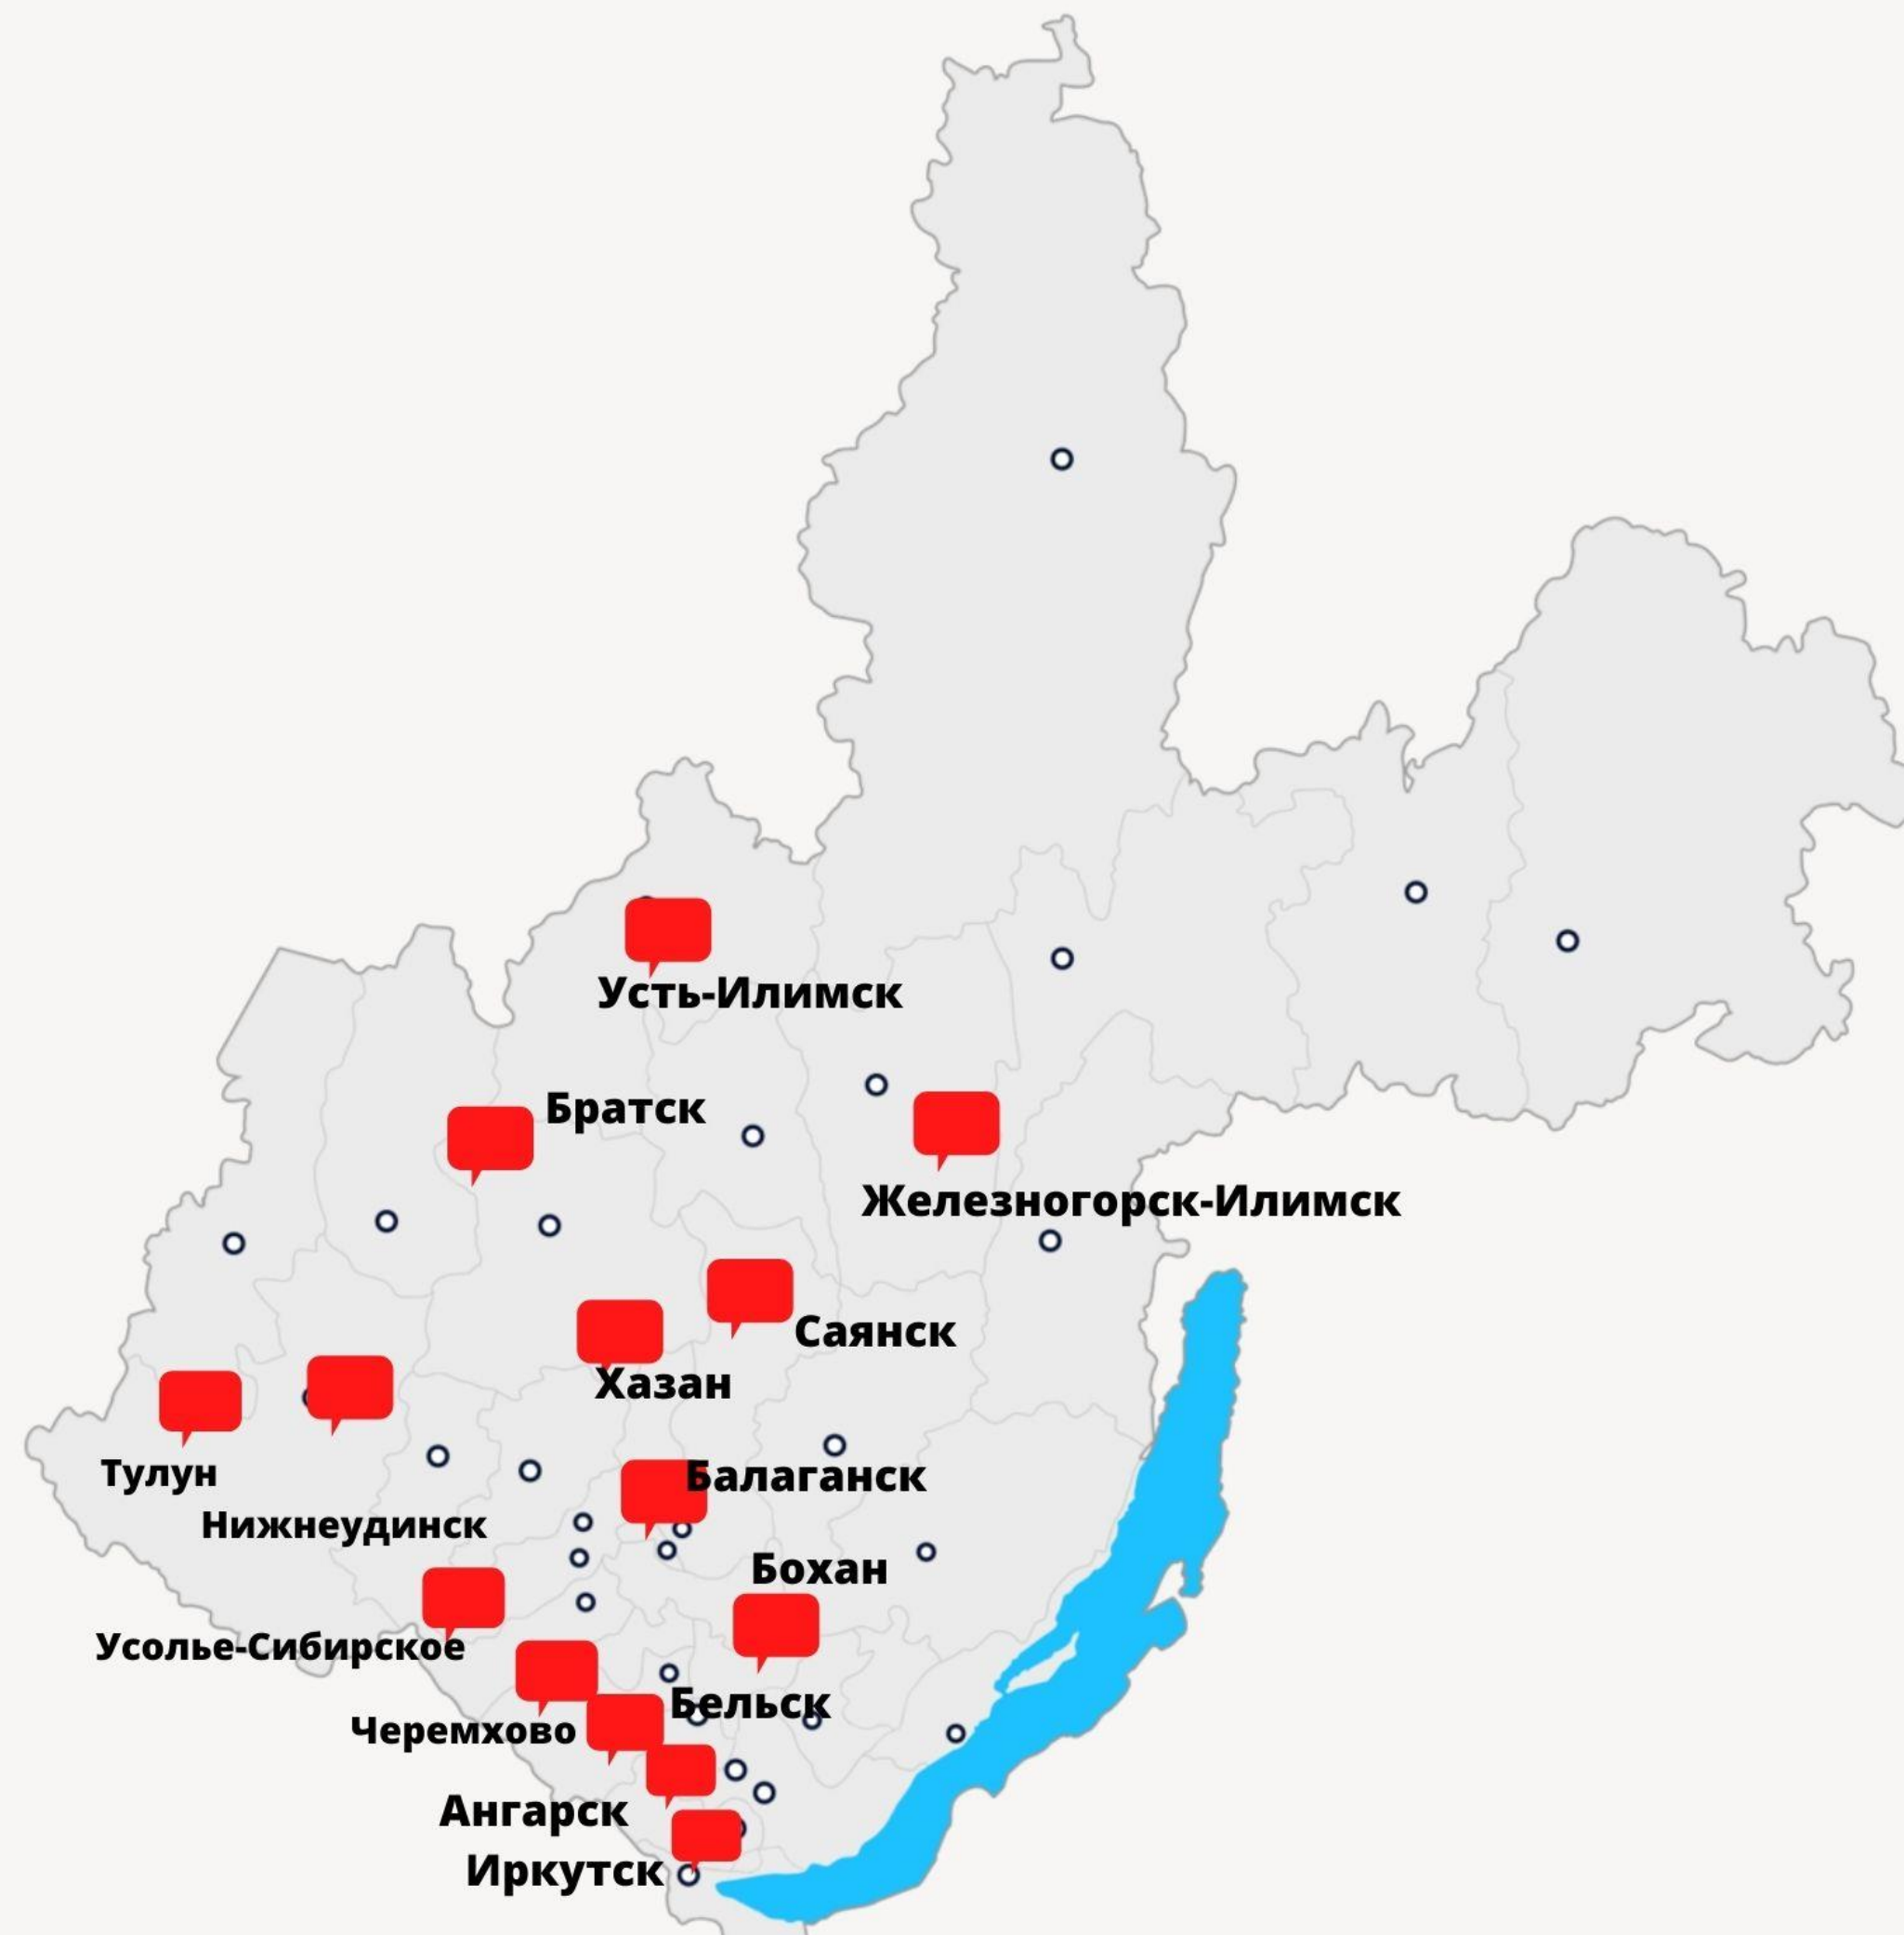 Усть-Илимск
Братск
Железногорск-Илимск
Саянск
Хазан
Тулун
Балаганск
Нижнеудинск
Бохан
Усолье-Сибирское
Бельск
Черемхово
Ангарск
Иркутск